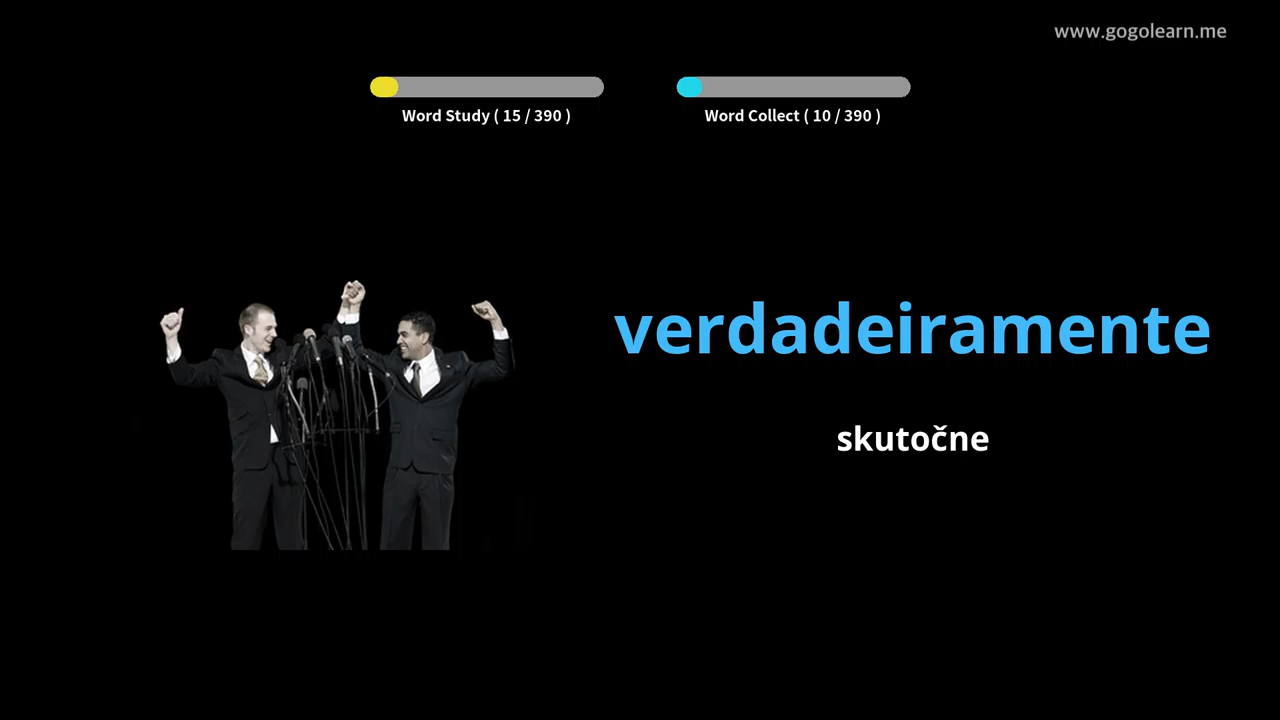 www.gogolearn.me
Word Study ( 15 / 390 )
Word Collect ( 10 / 390 )
verdadeiramente
skutočne